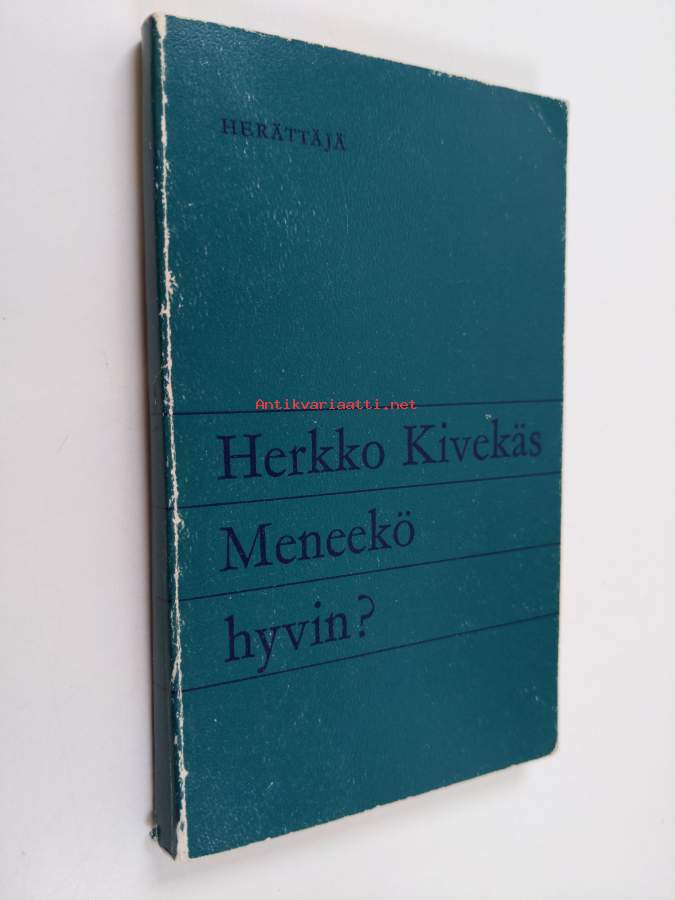 HERÄTTÄJÄ
Antikvariaatti.net
Herkko Kivekäs
Meneekö
hyvin?